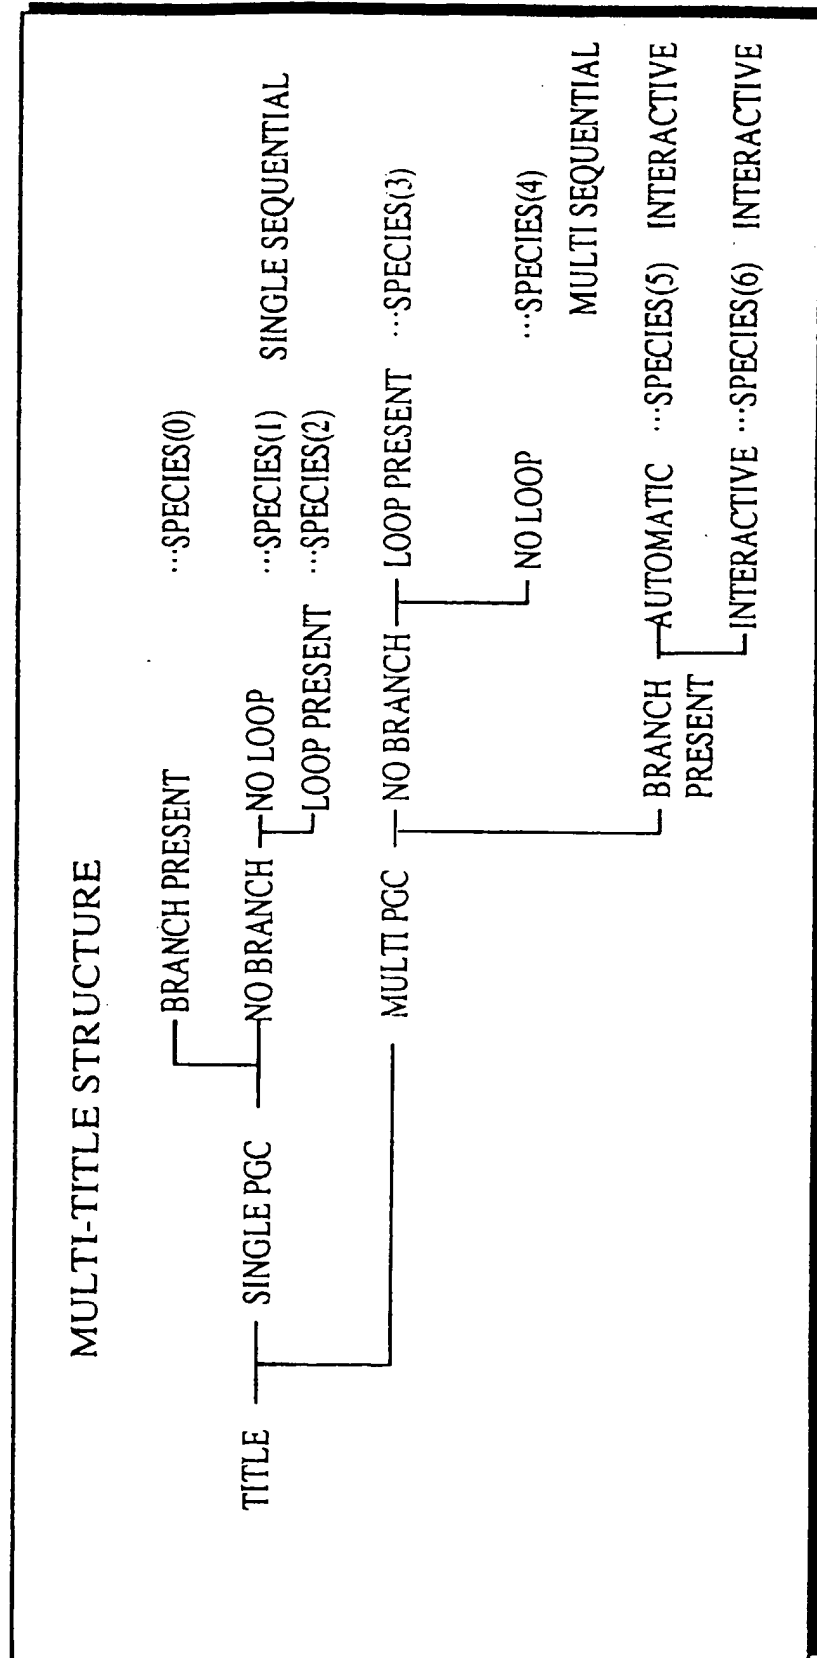 MULTI-TITLE STRUCTURE
BRANCH PRESENT ···SPECIES(0)
TITLE SINGLE PGC NO BRANCH NO LOOP ···SPECIES(1) SINGLE SEQUENTIAL
LOOP PRESENT ···SPECIES(2)
MULTI PGC NO BRANCH LOOP PRESENT ···SPECIES(3)
NO LOOP ···SPECIES(4)
MULTI SEQUENTIAL
BRANCH AUTOMATIC ···SPECIES(5) INTERACTIVE
PRESENT
INTERACTIVE ···SPECIES(6) INTERACTIVE